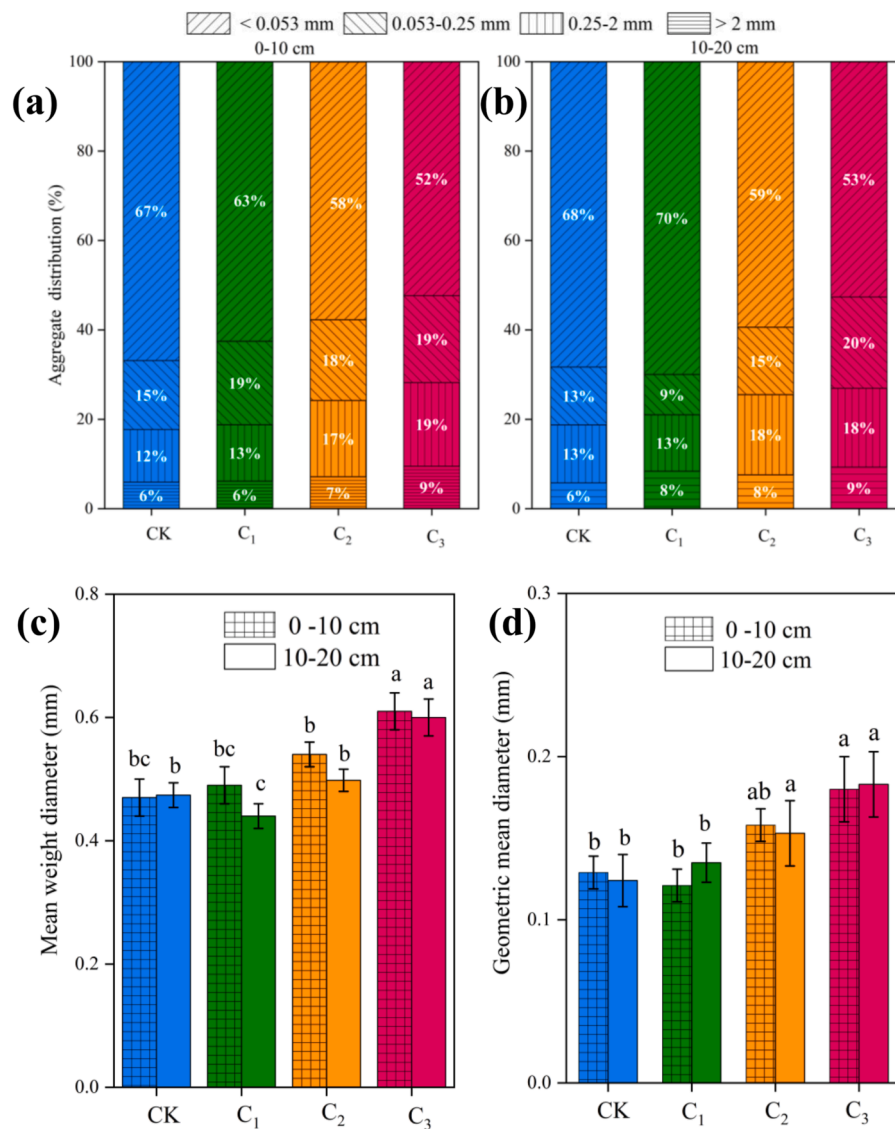 < 0.053 mm 0.053-0.25 mm 0.25-2 mm > 2 mm
0-10 cm 10-20 cm
(a)
Aggregate distribution (%)
100
80
60
40
20
0
67%
15%
12%
6%
63%
19%
13%
6%
58%
18%
17%
7%
52%
19%
19%
9%
CK C₁ C₂ C₃
(b)
100
80
60
40
20
0
68%
13%
13%
6%
70%
9%
13%
8%
59%
15%
18%
8%
53%
20%
18%
9%
CK C₁ C₂ C₃
(c)
Mean weight diameter (mm)
0.8
0.6
0.4
0.2
0.0
0 -10 cm
10-20 cm
bc b bc c b b a a
CK C₁ C₂ C₃
(d)
Geometric mean diameter (mm)
0.3
0.2
0.1
0.0
0 -10 cm
10-20 cm
b b b b ab a a a
CK C₁ C₂ C₃